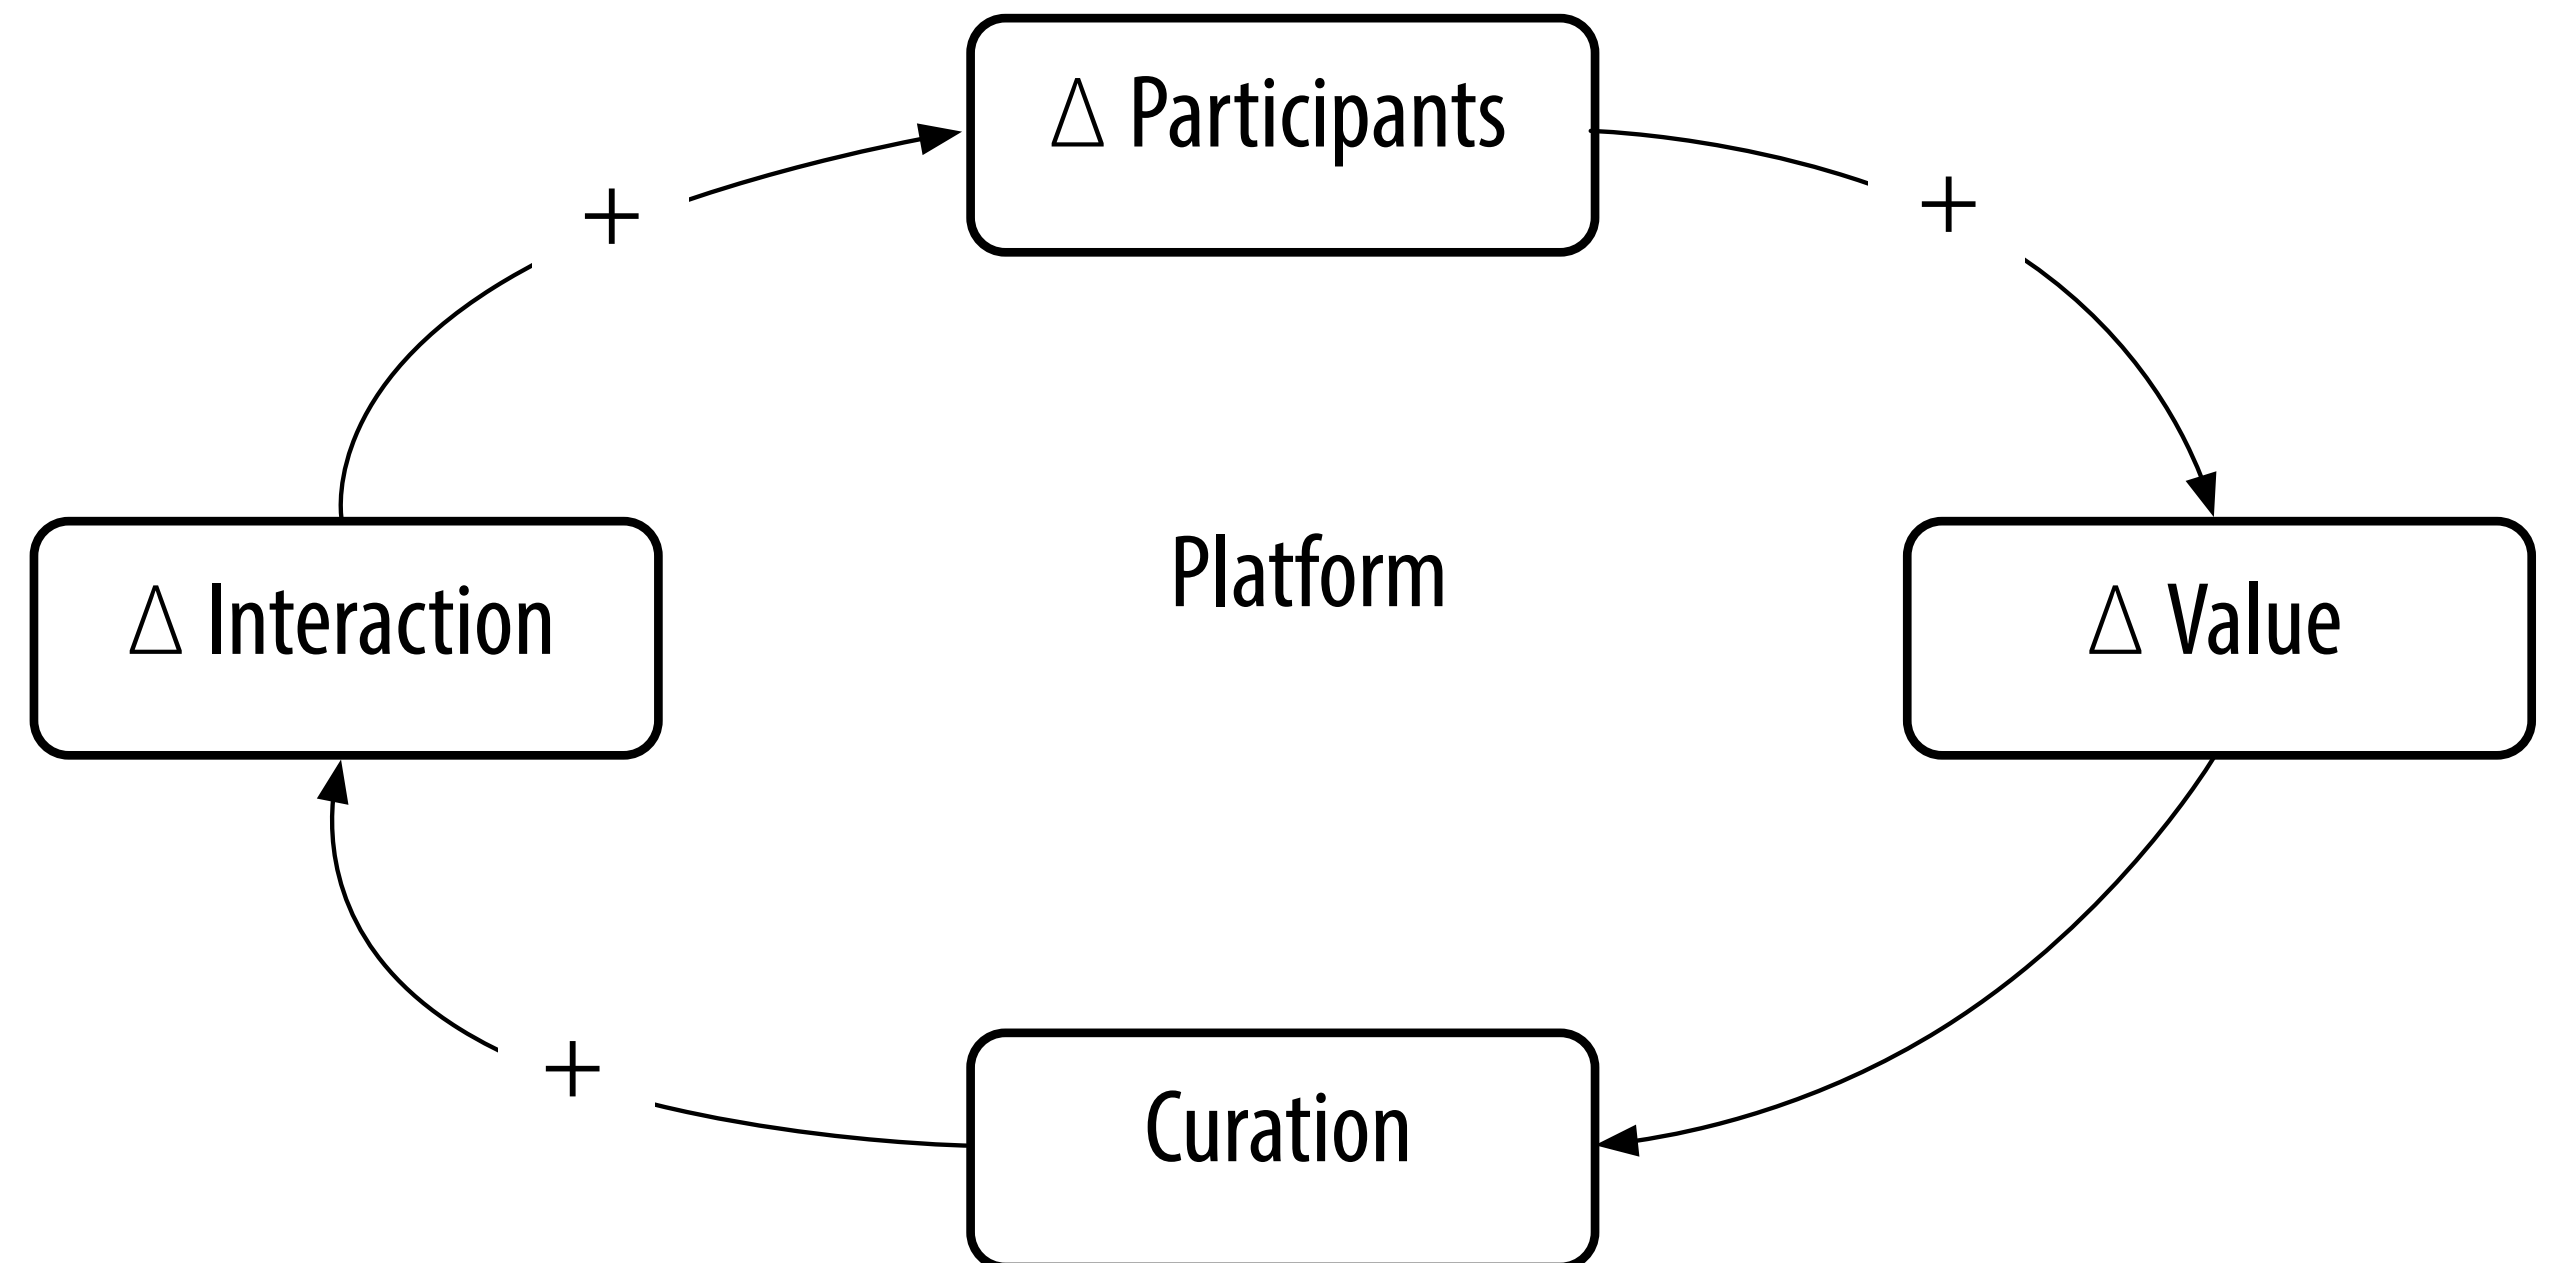 Δ Participants
+
+
Platform
Δ Interaction
Δ Value
+
Curation